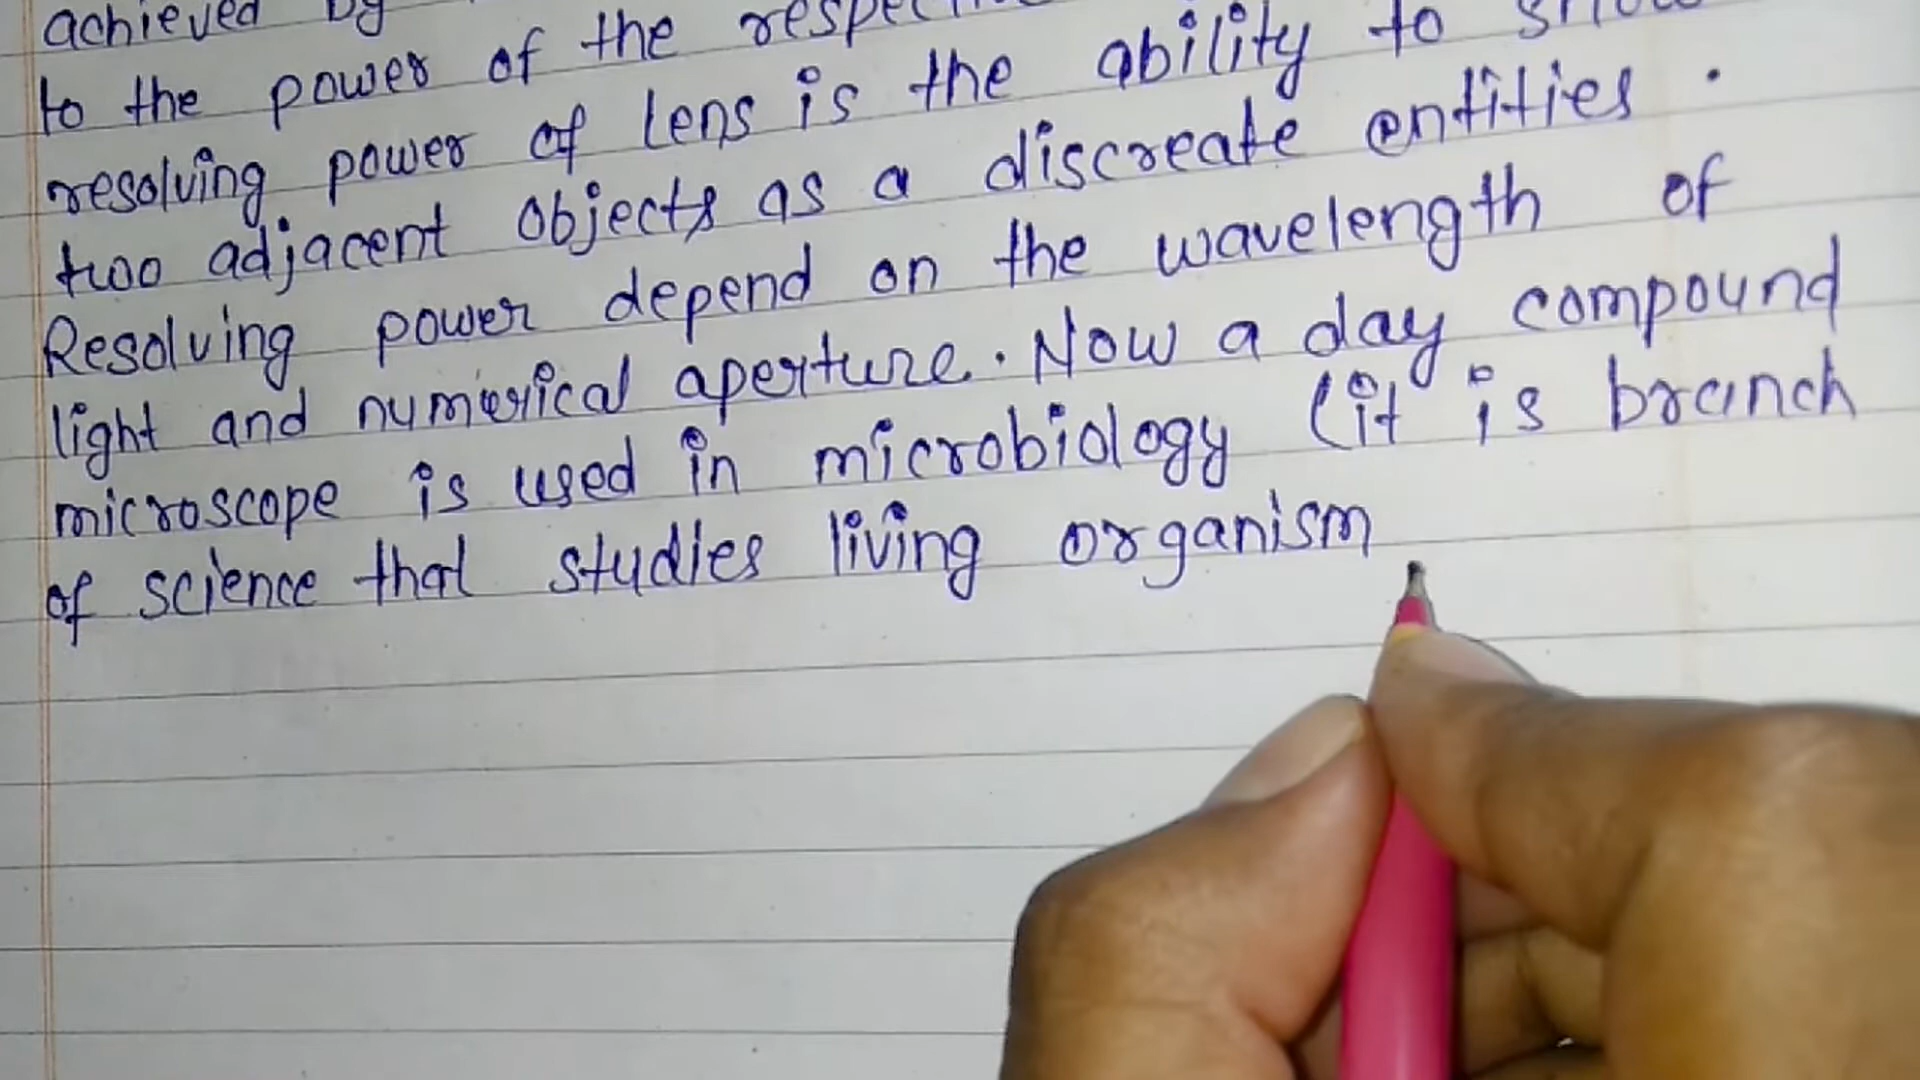 achieved by
to the power of the
resolving power of lens is the ability to
two adjacent objects as a discreate entities .
Resolving power depend on the wavelength of
light and numerical aperture. Now a day compound
microscope is used in microbiology (it is branch
of science that studies living organism